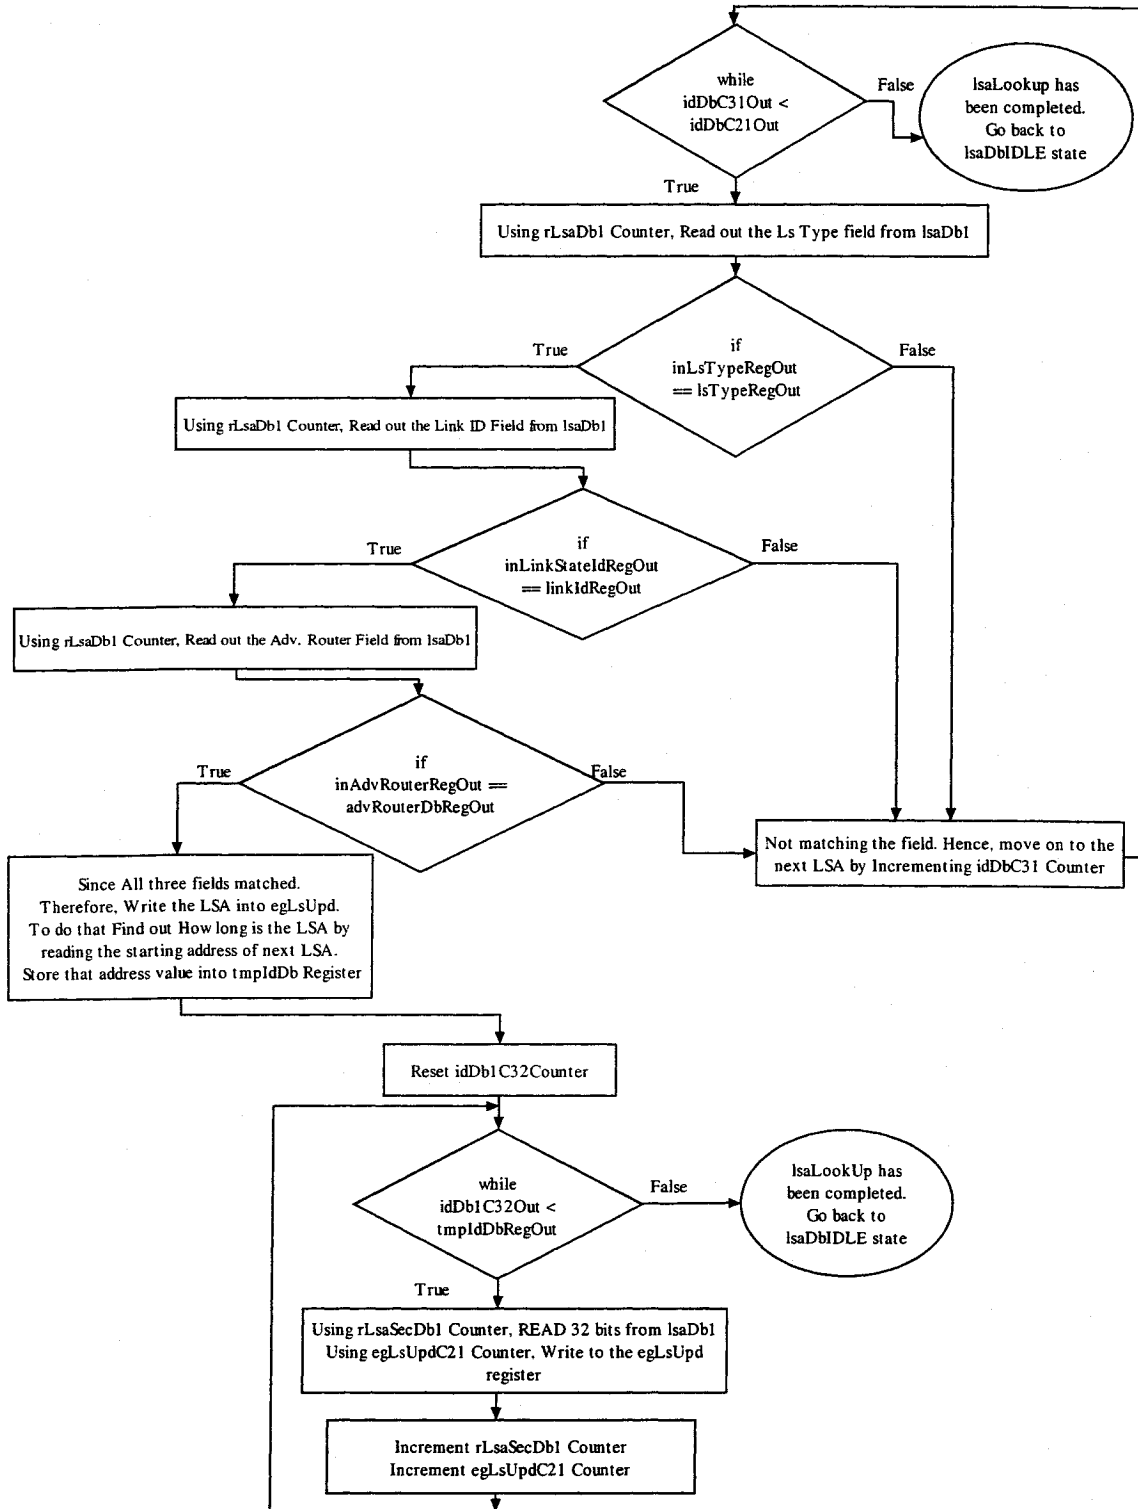 while
idDbC31Out <
idDbC21Out
False
lsaLookup has
been completed.
Go back to
lsaDbIDLE state
True
Using rLsaDb1 Counter, Read out the Ls Type field from lsaDb1
if
inLsTypeRegOut
== lsTypeRegOut
True
False
Using rLsaDb1 Counter, Read out the Link ID Field from lsaDb1
if
inLinkStateIdRegOut
== linkIdRegOut
True
False
Using rLsaDb1 Counter, Read out the Adv. Router Field from lsaDb1
if
inAdvRouterRegOut ==
advRouterDbRegOut
True
False
Not matching the field. Hence, move on to the
next LSA by Incrementing idDbC31 Counter
Since All three fields matched.
Therefore, Write the LSA into egLsUpd.
To do that Find out How long is the LSA by
reading the starting address of next LSA.
Store that address value into tmpIdDb Register
Reset idDb1C32Counter
while
idDb1C32Out <
tmpIdDbRegOut
False
lsaLookUp has
been completed.
Go back to
lsaDbIDLE state
True
Using rLsaSecDb1 Counter, READ 32 bits from lsaDb1
Using egLsUpdC21 Counter, Write to the egLsUpd
register
Increment rLsaSecDb1 Counter
Increment egLsUpdC21 Counter